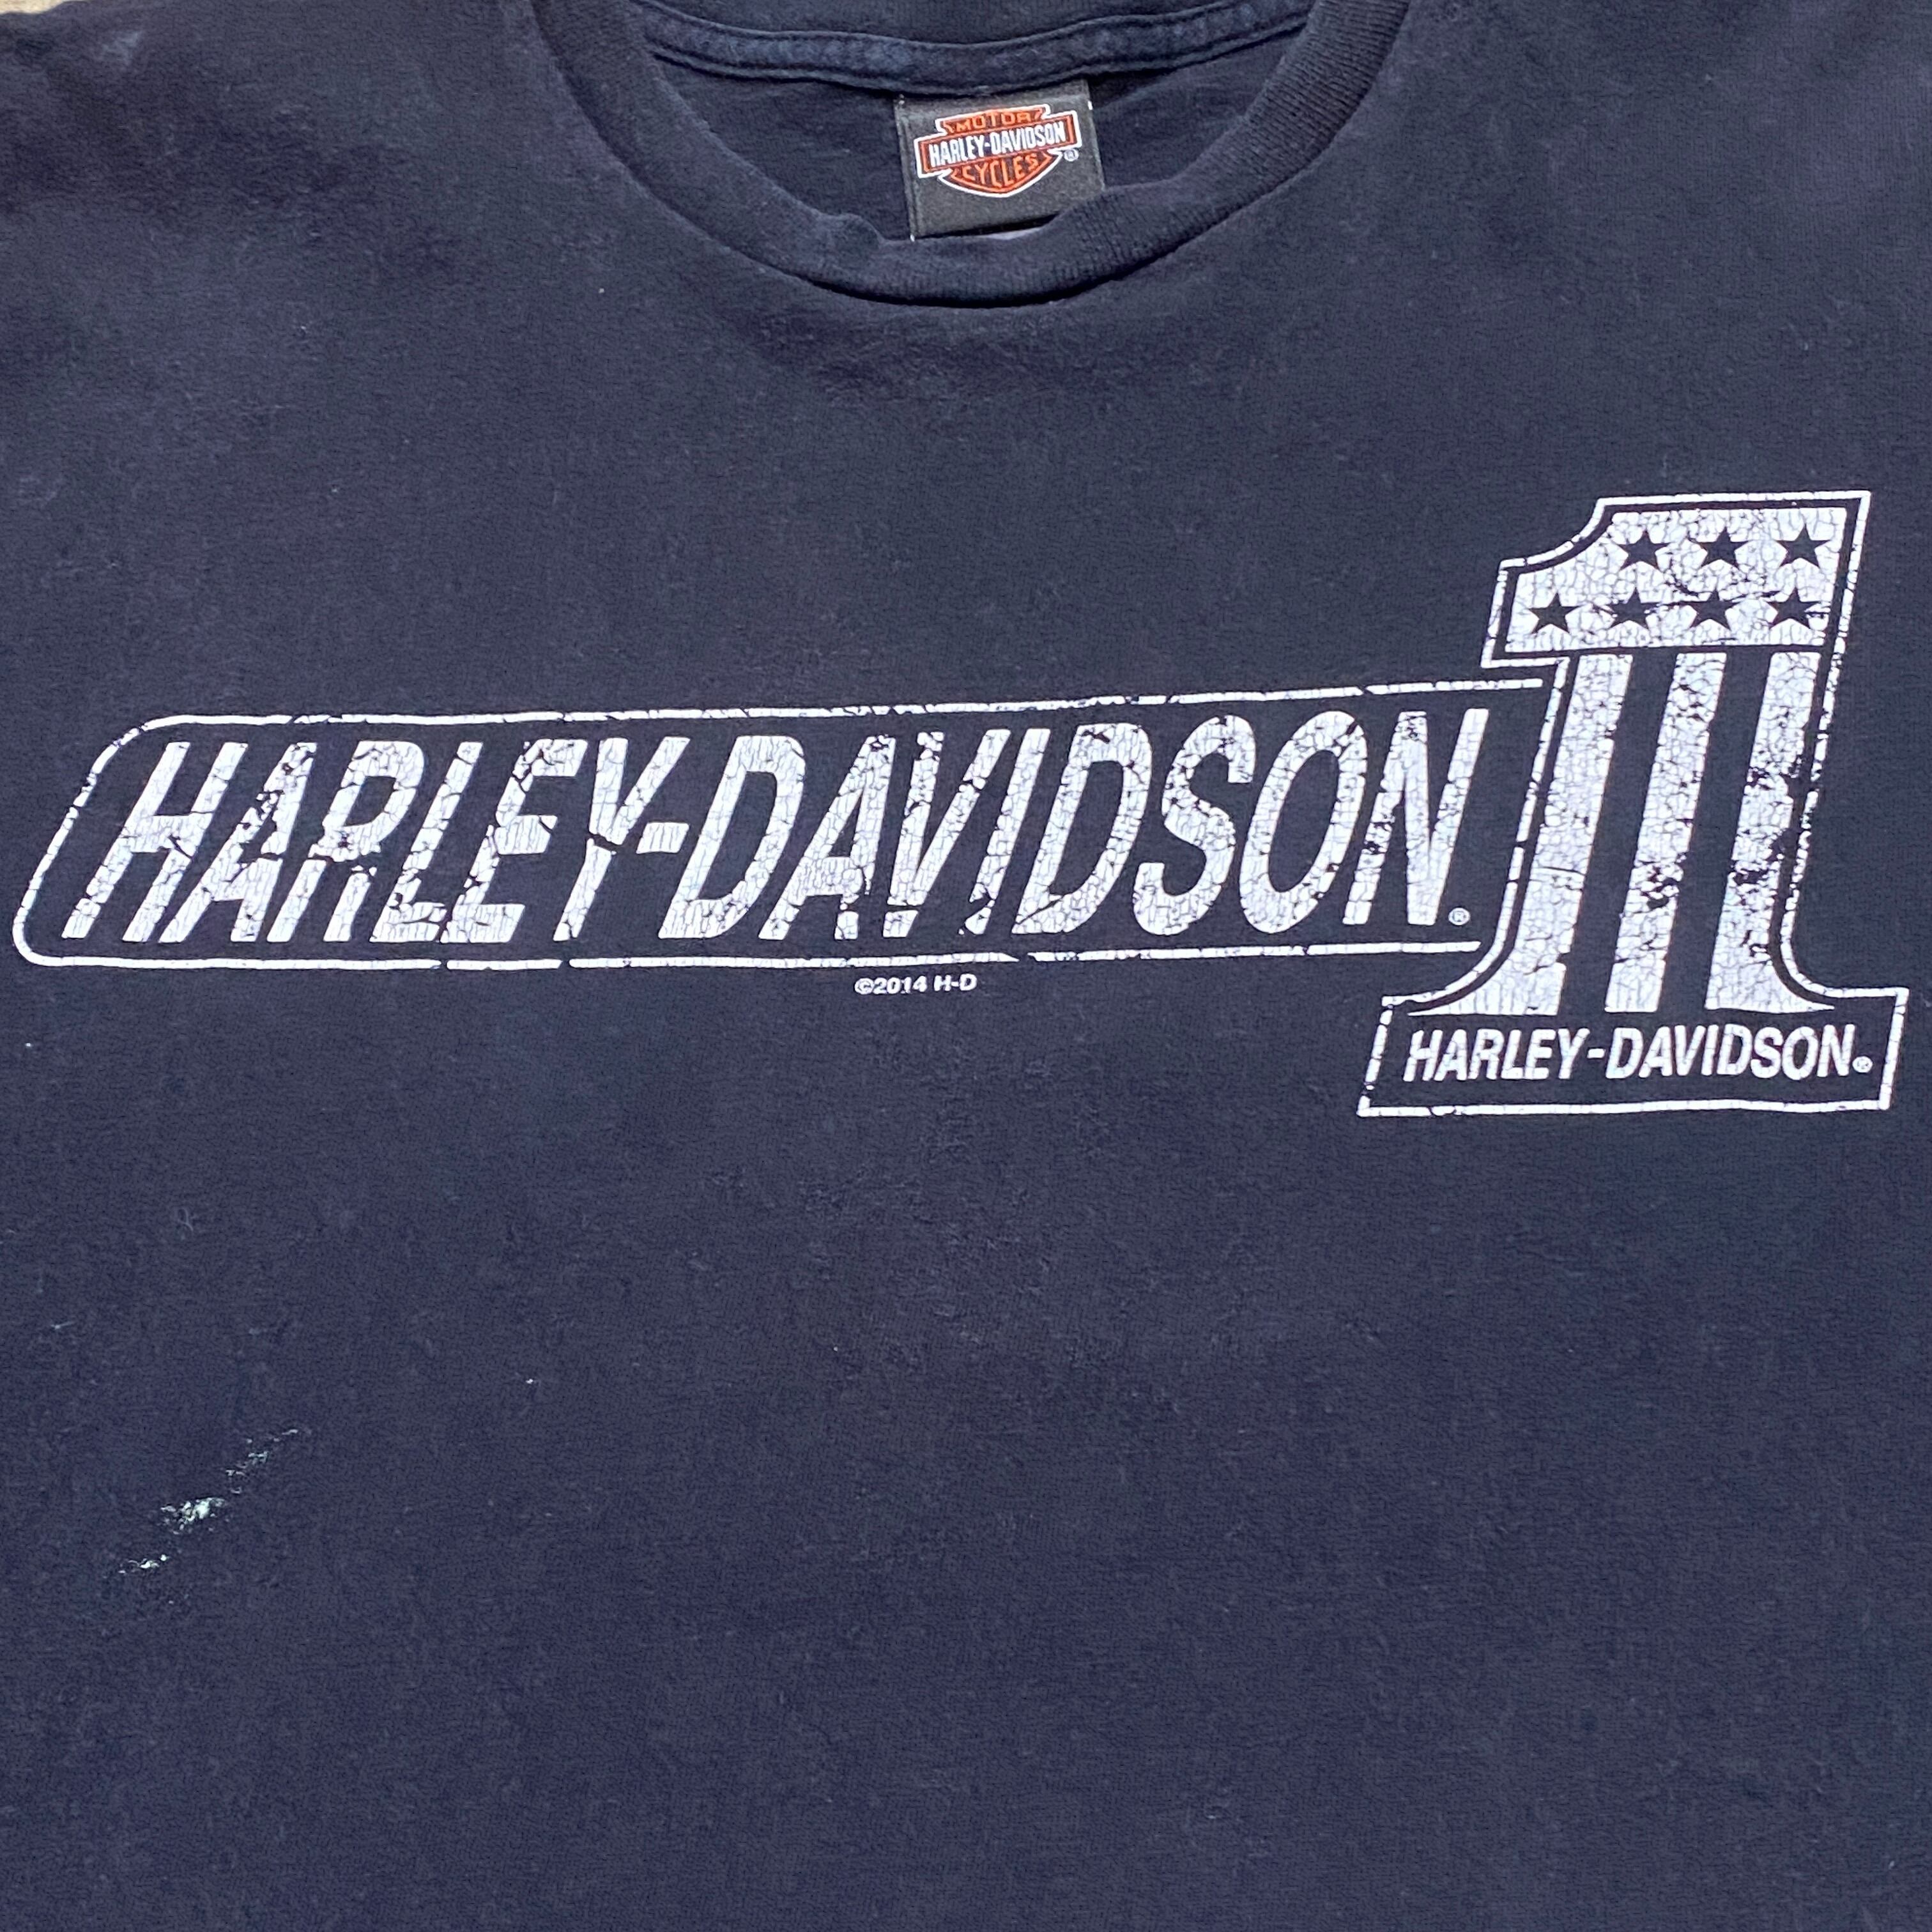 MOTOR
HARLEY-DAVIDSON
CYCLES ®
HARLEY-DAVIDSON® 1
©2014 H-D
HARLEY-DAVIDSON®